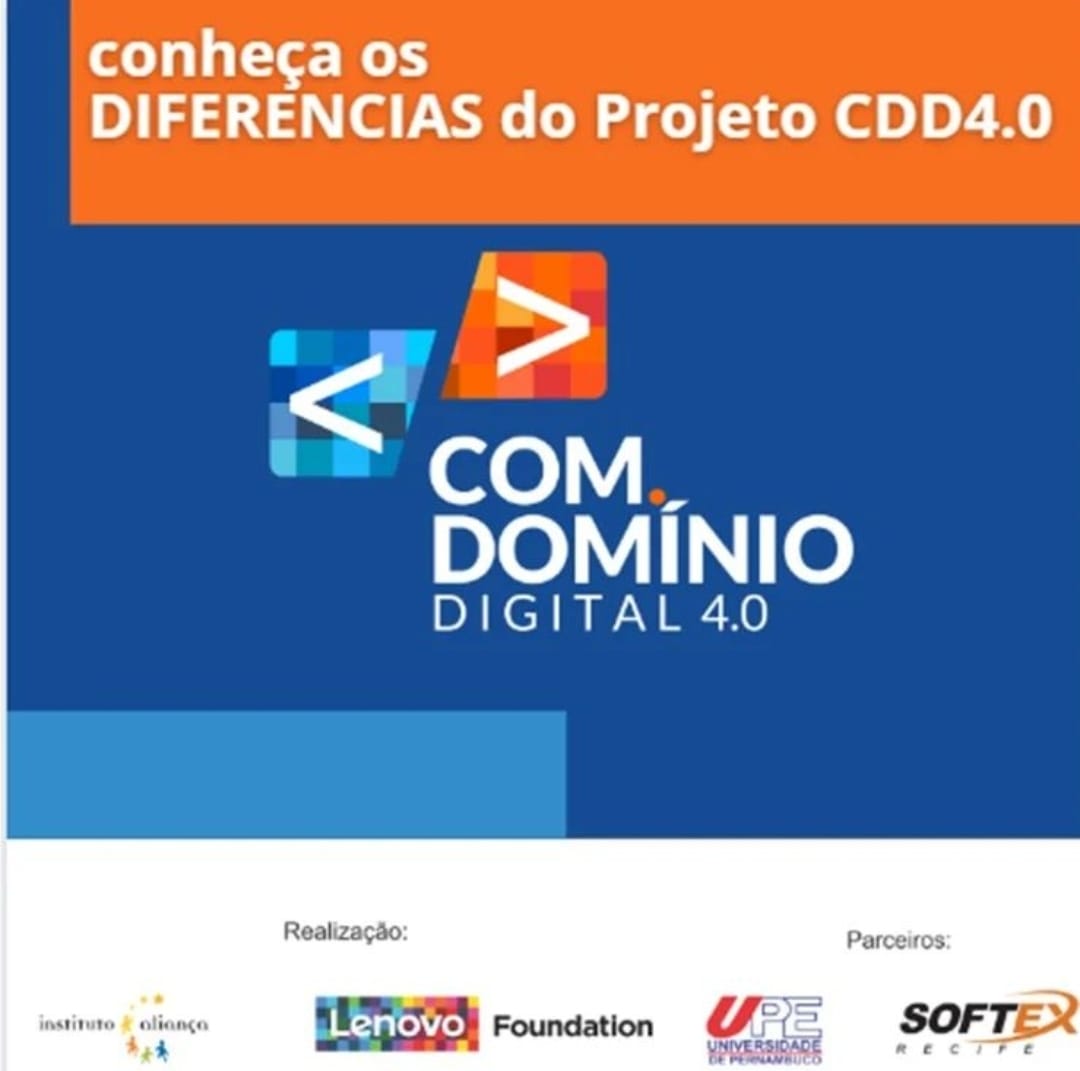 conheça os
DIFERENCIAS do Projeto CDD4.0
< >
COM.
DOMÍNIO
DIGITAL 4.0
Realização:
Parceiros:
instituto aliança
Lenovo Foundation
UPE
UNIVERSIDADE
DE PERNAMBUCO
SOFTEX
RECIFE